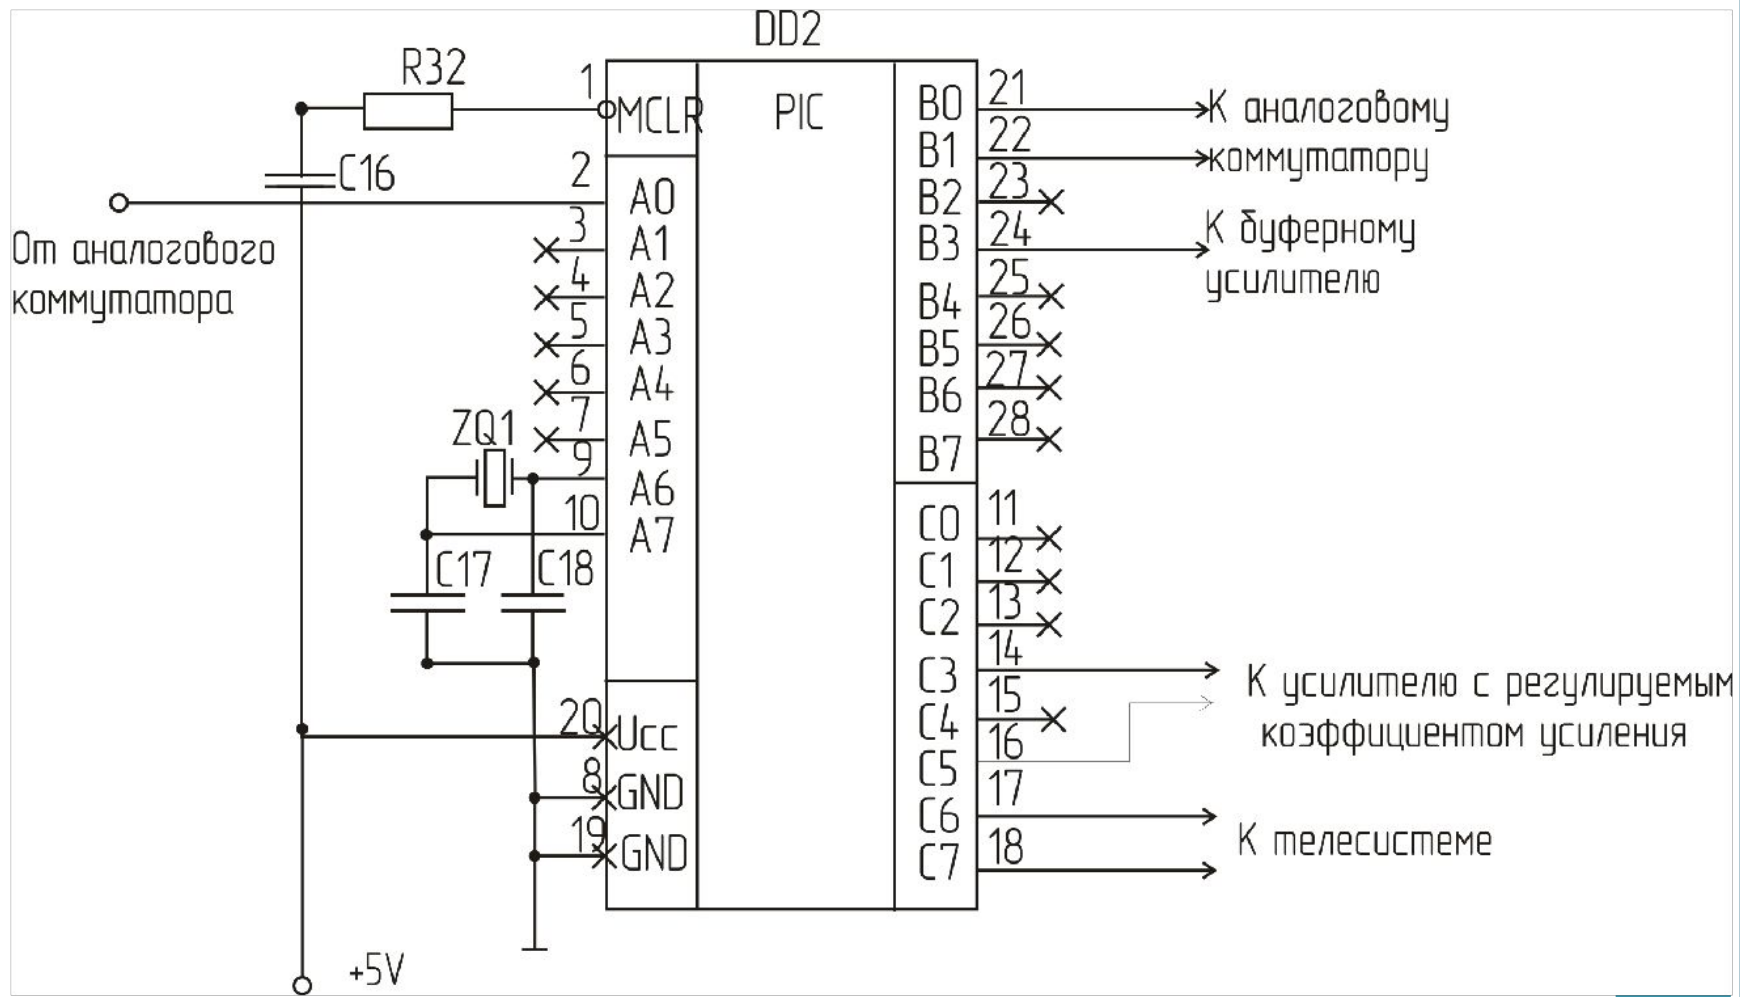 DD2
R32
1
MCLR
PIC
B0
21
К аналоговому
B1
22
коммутатору
C16
2
A0
B2
23
От аналогового
коммутатора
3
A1
B3
24
К буферному
усилителю
4
A2
B4
25
5
A3
B5
26
6
A4
B6
27
ZQ1
7
A5
B7
28
9
A6
10
A7
C0
11
C17
C18
C1
12
C2
13
C3
14
К усилителю с регулируемым
коэффициентом усиления
C4
15
20
Ucc
C5
16
8
GND
C6
17
К телесистеме
19
GND
C7
18
+5V